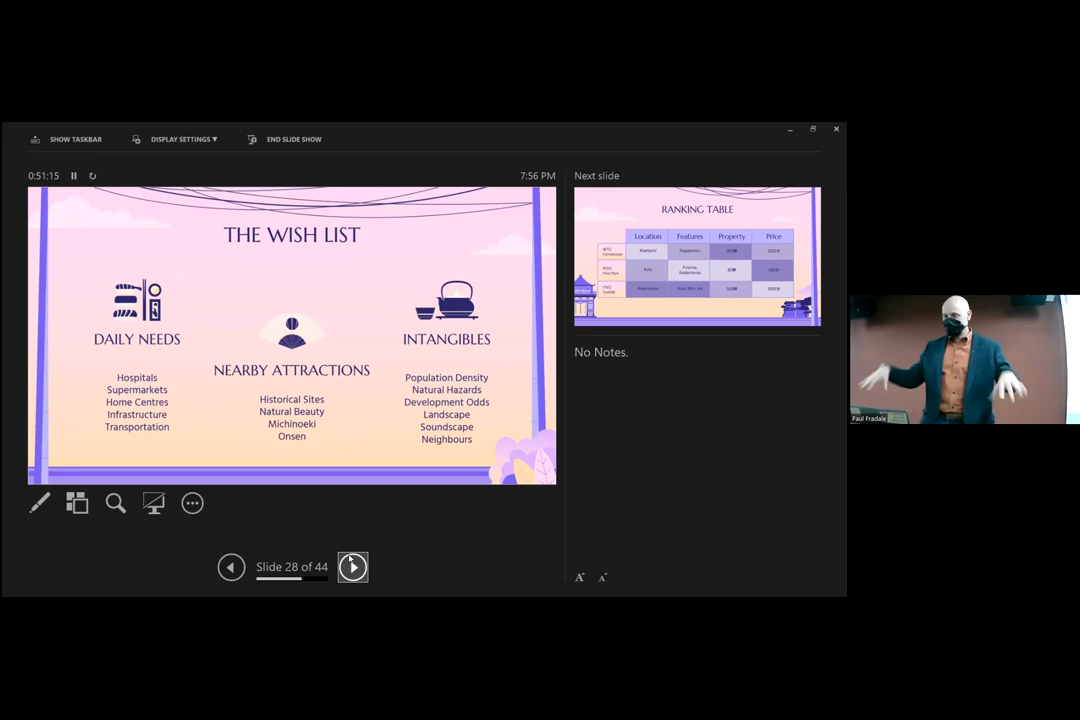 SHOW TASKBAR
DISPLAY SETTINGS ▼
END SLIDE SHOW
0:51:15
7:56 PM
Next slide
THE WISH LIST
DAILY NEEDS
Hospitals
Supermarkets
Home Centres
Infrastructure
Transportation
NEARBY ATTRACTIONS
Historical Sites
Natural Beauty
Michinoeki
Onsen
INTANGIBLES
Population Density
Natural Hazards
Development Odds
Landscape
Soundscape
Neighbours
RANKING TABLE
Location Features Property Price
No Notes.
Paul Fradale
Slide 28 of 44
A A